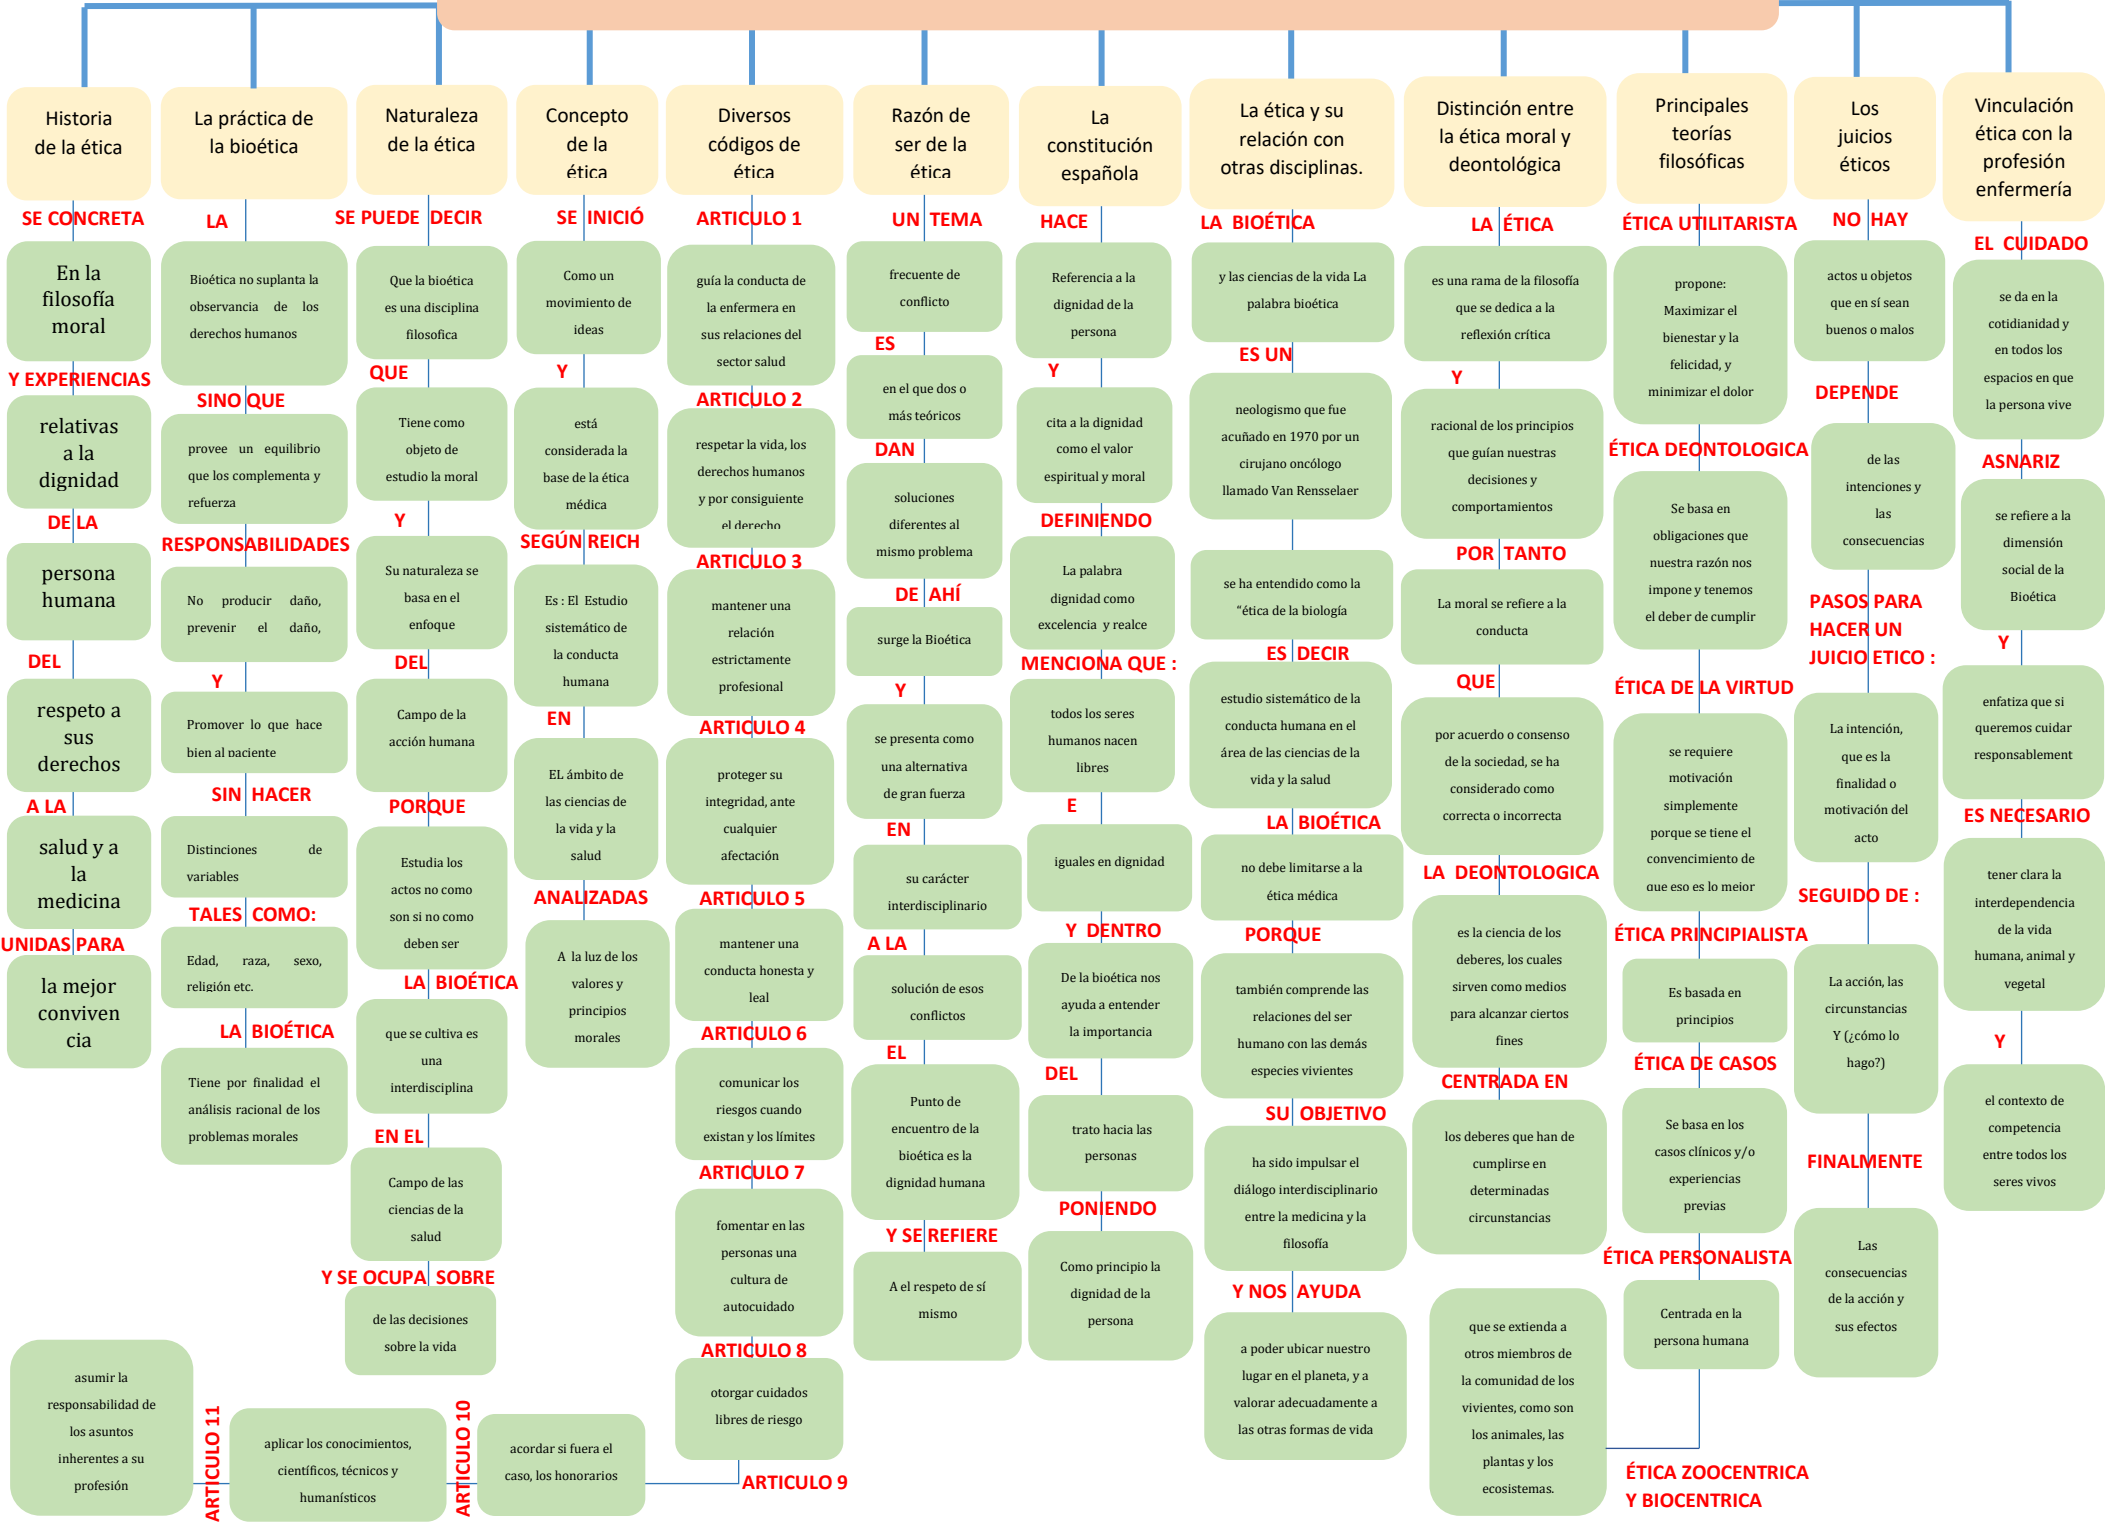 Historia
de la ética
SE CONCRETA
En la
filosofía
moral
Y EXPERIENCIAS
relativas
a la
dignidad
DE LA
persona
humana
DEL
respeto a
sus
derechos
A LA
salud y a
la
medicina
UNIDAS PARA
la mejor
conviven
cia
La práctica de
la bioética
LA
Bioética no suplanta la
observancia de los
derechos humanos
SINO QUE
provee un equilibrio
que los complementa y
refuerza
RESPONSABILIDADES
No producir daño,
prevenir el daño,
Y
Promover lo que hace
bien al paciente
SIN HACER
Distinciones de
variables
TALES COMO:
Edad, raza, sexo,
religión etc.
LA BIOÉTICA
Tiene por finalidad el
análisis racional de los
problemas morales
Naturaleza
de la ética
SE PUEDE DECIR
Que la bioética
es una disciplina
filosofica
QUE
Tiene como
objeto de
estudio la moral
Y
Su naturaleza se
basa en el
enfoque
DEL
Campo de la
acción humana
PORQUE
Estudia los
actos no como
son si no como
deben ser
LA BIOÉTICA
que se cultiva es
una
interdisciplina
EN EL
Campo de las
ciencias de la
salud
Y SE OCUPA SOBRE
de las decisiones
sobre la vida
Concepto
de la
ética
SE INICIÓ
Como un
movimiento de
ideas
Y
está
considerada la
base de la ética
médica
SEGÚN REICH
Es : El Estudio
sistemático de
la conducta
humana
EN
EL ámbito de
las ciencias de
la vida y la
salud
ANALIZADAS
A la luz de los
valores y
principios
morales
Diversos
códigos de
ética
ARTICULO 1
guía la conducta de
la enfermera en
sus relaciones del
sector salud
ARTICULO 2
respetar la vida, los
derechos humanos
y por consiguiente
el derecho
ARTICULO 3
mantener una
relación
estrictamente
profesional
ARTICULO 4
proteger su
integridad, ante
cualquier
afectación
ARTICULO 5
mantener una
conducta honesta y
leal
ARTICULO 6
comunicar los
riesgos cuando
existan y los límites
ARTICULO 7
fomentar en las
personas una
cultura de
autocuidado
ARTICULO 8
otorgar cuidados
libres de riesgo
ARTICULO 9
acordar si fuera el
caso, los honorarios
ARTICULO 10
aplicar los conocimientos,
científicos, técnicos y
humanísticos
ARTICULO 11
asumir la
responsabilidad de
los asuntos
inherentes a su
profesión
Razón de
ser de la
ética
UN TEMA
frecuente de
conflicto
ES
en el que dos o
más teóricos
DAN
soluciones
diferentes al
mismo problema
DE AHÍ
surge la Bioética
Y
se presenta como
una alternativa
de gran fuerza
EN
su carácter
interdisciplinario
A LA
solución de esos
conflictos
EL
Punto de
encuentro de la
bioética es la
dignidad humana
Y SE REFIERE
A el respeto de sí
mismo
La
constitución
española
HACE
Referencia a la
dignidad de la
persona
Y
cita a la dignidad
como el valor
espiritual y moral
DEFINIENDO
La palabra
dignidad como
excelencia y realce
MENCIONA QUE :
todos los seres
humanos nacen
libres
E
iguales en dignidad
Y DENTRO
De la bioética nos
ayuda a entender
la importancia
DEL
trato hacia las
personas
PONIENDO
Como principio la
dignidad de la
persona
La ética y su
relación con
otras disciplinas.
LA BIOÉTICA
y las ciencias de la vida La
palabra bioética
ES UN
neologismo que fue
acuñado en 1970 por un
cirujano oncólogo
llamado Van Rensselaer
se ha entendido como la
“ética de la biología
ES DECIR
estudio sistemático de la
conducta humana en el
área de las ciencias de la
vida y la salud
LA BIOÉTICA
no debe limitarse a la
ética médica
PORQUE
también comprende las
relaciones del ser
humano con las demás
especies vivientes
SU OBJETIVO
ha sido impulsar el
diálogo interdisciplinario
entre la medicina y la
filosofía
Y NOS AYUDA
a poder ubicar nuestro
lugar en el planeta, y a
valorar adecuadamente a
las otras formas de vida
Distinción entre
la ética moral y
deontológica
LA ÉTICA
es una rama de la filosofía
que se dedica a la
reflexión crítica
Y
racional de los principios
que guían nuestras
decisiones y
comportamientos
POR TANTO
La moral se refiere a la
conducta
QUE
por acuerdo o consenso
de la sociedad, se ha
considerado como
correcta o incorrecta
LA DEONTOLOGICA
es la ciencia de los
deberes, los cuales
sirven como medios
para alcanzar ciertos
fines
CENTRADA EN
los deberes que han de
cumplirse en
determinadas
circunstancias
Principales
teorías
filosóficas
ÉTICA UTILITARISTA
propone:
Maximizar el
bienestar y la
felicidad, y
minimizar el dolor
ÉTICA DEONTOLOGICA
Se basa en
obligaciones que
nuestra razón nos
impone y tenemos
el deber de cumplir
ÉTICA DE LA VIRTUD
se requiere
motivación
simplemente
porque se tiene el
convencimiento de
que eso es lo mejor
ÉTICA PRINCIPIALISTA
Es basada en
principios
ÉTICA DE CASOS
Se basa en los
casos clínicos y/o
experiencias
previas
ÉTICA PERSONALISTA
Centrada en la
persona humana
ÉTICA ZOOCENTRICA
Y BIOCENTRICA
que se extienda a
otros miembros de
la comunidad de los
vivientes, como son
los animales, las
plantas y los
ecosistemas.
Los
juicios
éticos
NO HAY
actos u objetos
que en sí sean
buenos o malos
DEPENDE
de las
intenciones y
las
consecuencias
PASOS PARA
HACER UN
JUICIO ETICO :
La intención,
que es la
finalidad o
motivación del
acto
SEGUIDO DE :
La acción, las
circunstancias
Y (¿cómo lo
hago?)
FINALMENTE
Las
consecuencias
de la acción y
sus efectos
Vinculación
ética con la
profesión
enfermería
EL CUIDADO
se da en la
cotidianidad y
en todos los
espacios en que
la persona vive
ASNARIZ
se refiere a la
dimensión
social de la
Bioética
Y
enfatiza que si
queremos cuidar
responsablement
ES NECESARIO
tener clara la
interdependencia
de la vida
humana, animal y
vegetal
Y
el contexto de
competencia
entre todos los
seres vivos